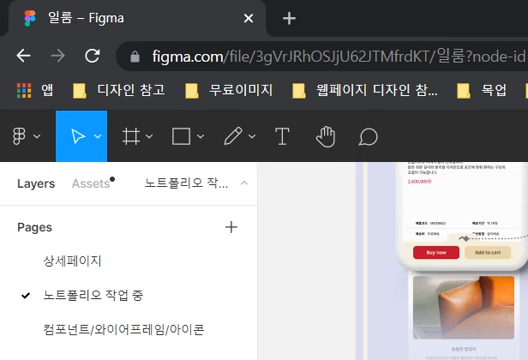 일룸 – Figma
figma.com/file/3gVrJRhOSJjU62JTMfrdKT/일룸?node-id
앱 디자인 참고 무료이미지 웹페이지 디자인 참... 목업
Layers Assets 노트폴리오 작...
Pages
상세페이지
노트폴리오 작업 중
컴포넌트/와이어프레임/아이콘
2,600,000원
Buy now Add to cart